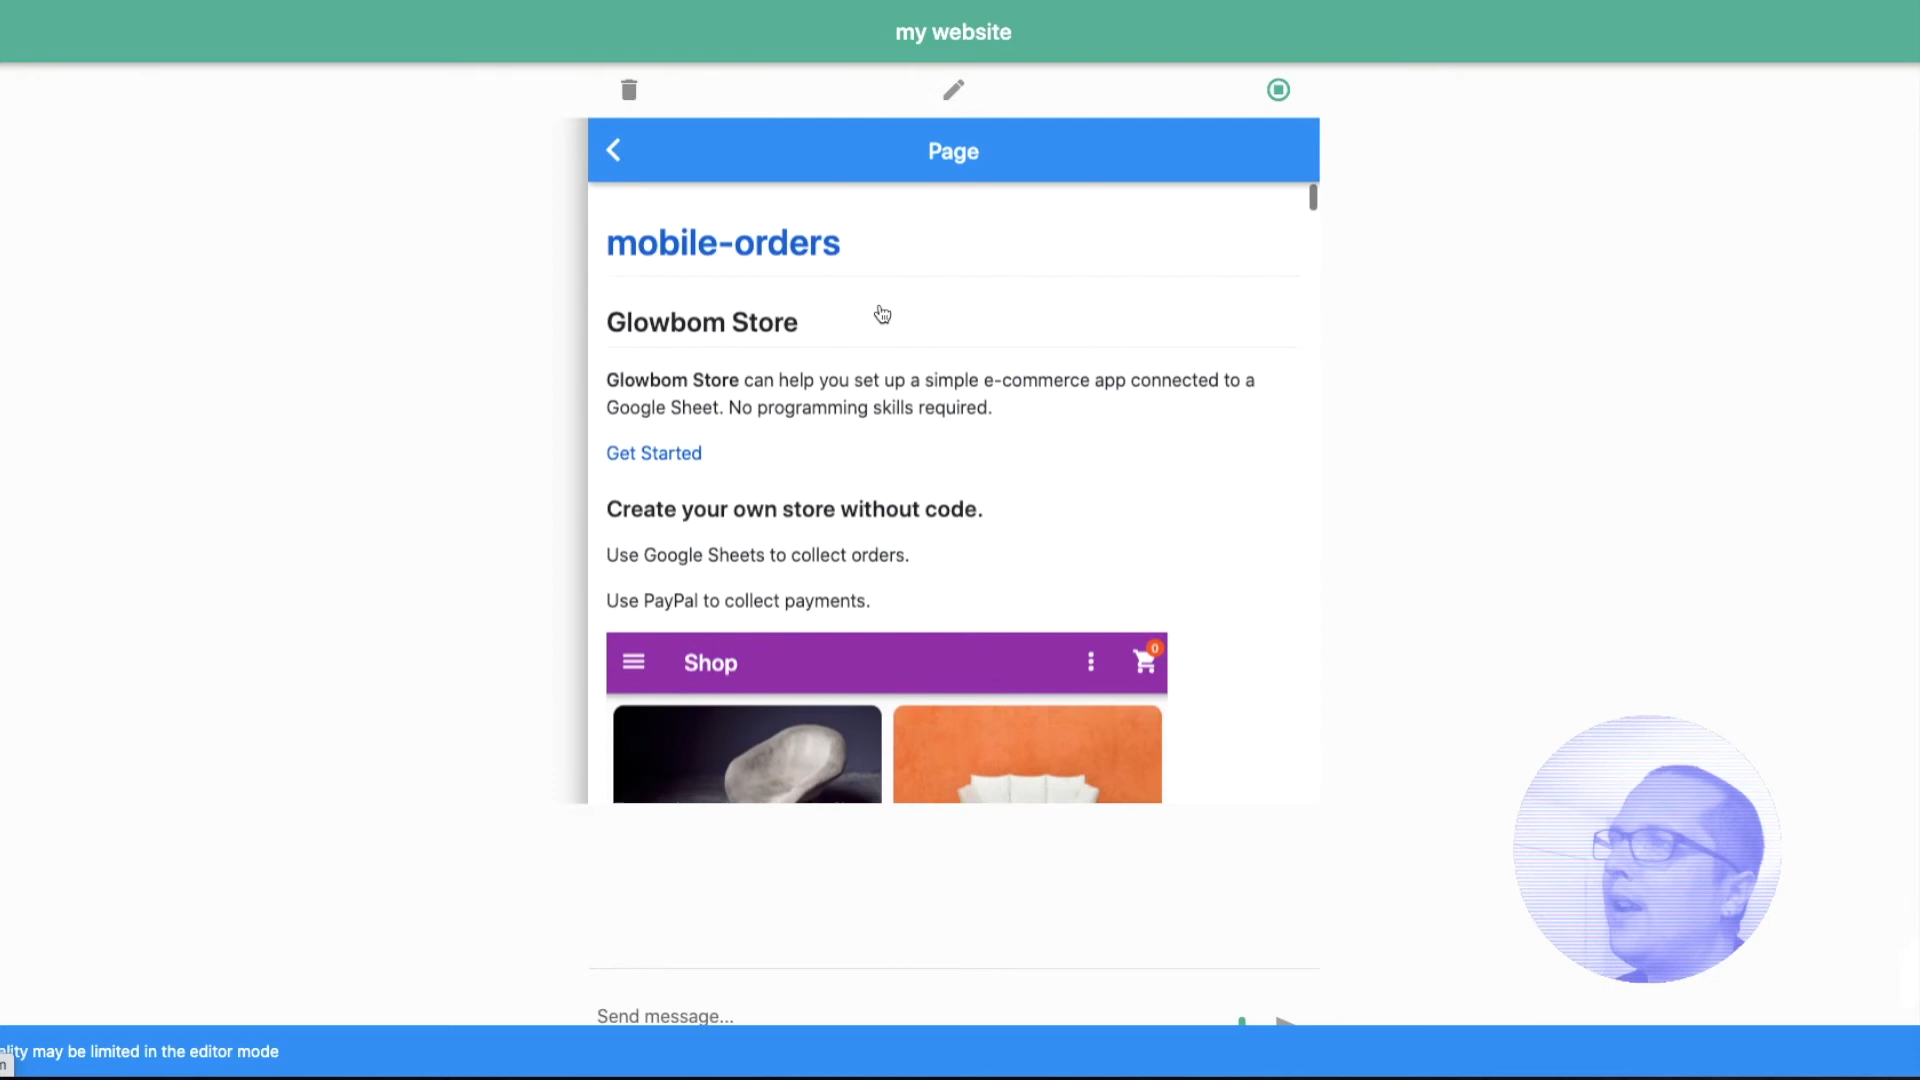 my website
Page
mobile-orders
Glowbom Store
Glowbom Store can help you set up a simple e-commerce app connected to a
Google Sheet. No programming skills required.
Get Started
Create your own store without code.
Use Google Sheets to collect orders.
Use PayPal to collect payments.
Shop
0
Send message...
ality may be limited in the editor mode